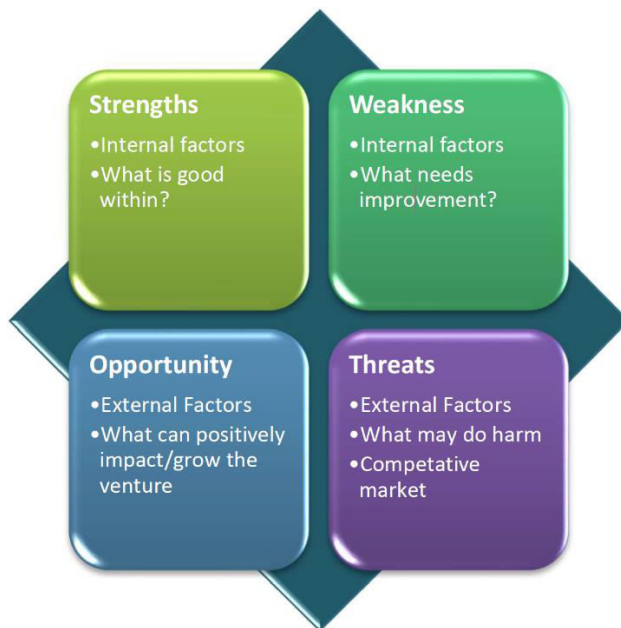 Strengths
•Internal factors
•What is good
within?
Weakness
•Internal factors
•What needs
improvement?
Opportunity
•External Factors
•What can positively
impact/grow the
venture
Threats
•External Factors
•What may do harm
•Competative
market